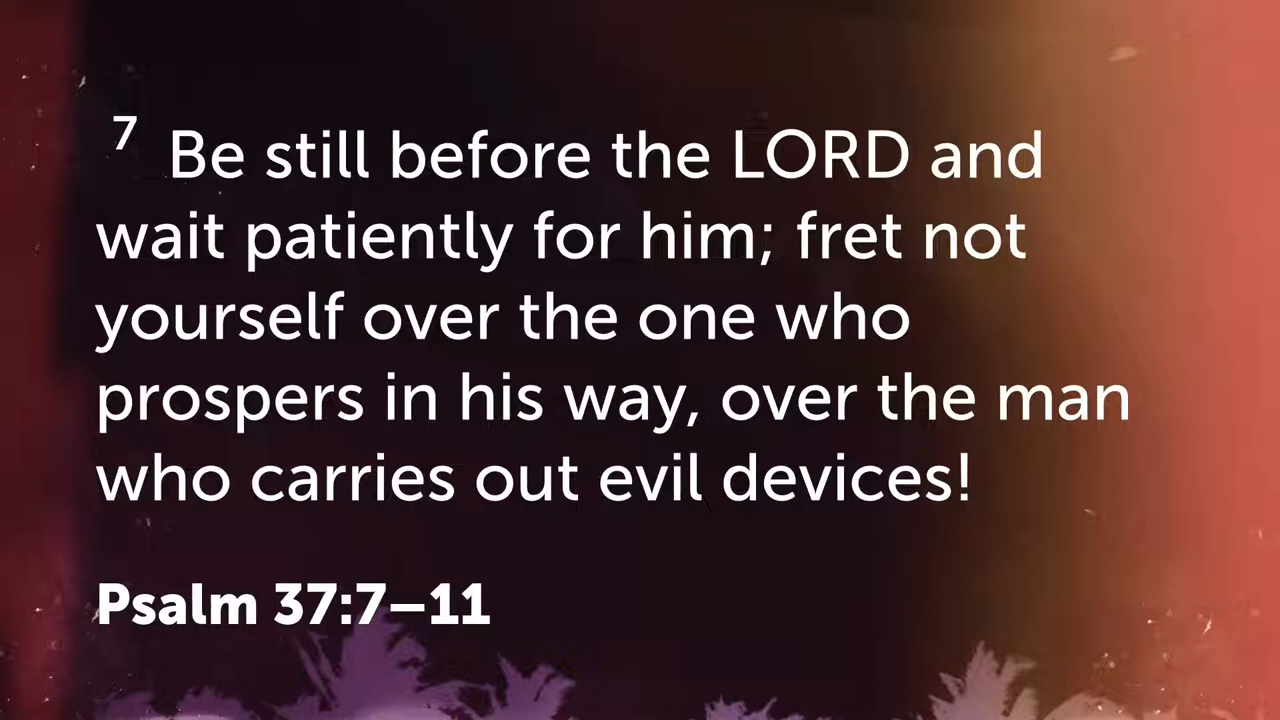 7 Be still before the LORD and
wait patiently for him; fret not
yourself over the one who
prospers in his way, over the man
who carries out evil devices!
Psalm 37:7–11